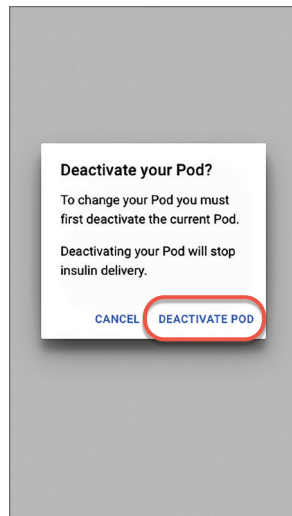 Deactivate your Pod?
To change your Pod you must
first deactivate the current Pod.
Deactivating your Pod will stop
insulin delivery.
CANCEL DEACTIVATE POD